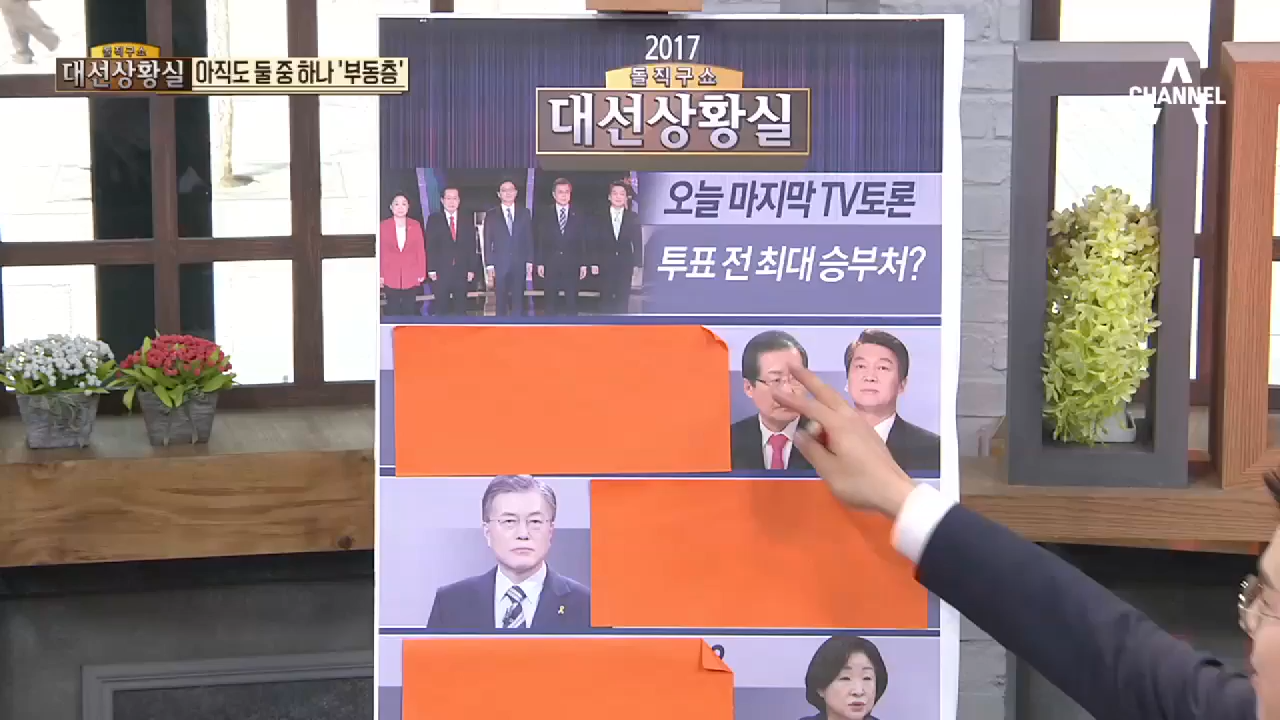 돌직구쇼
대선상황실 아직도 둘 중 하나 '부동층'
CHANNEL
2017
돌직구쇼
대선상황실
오늘 마지막 TV토론
투표 전 최대 승부처?
?